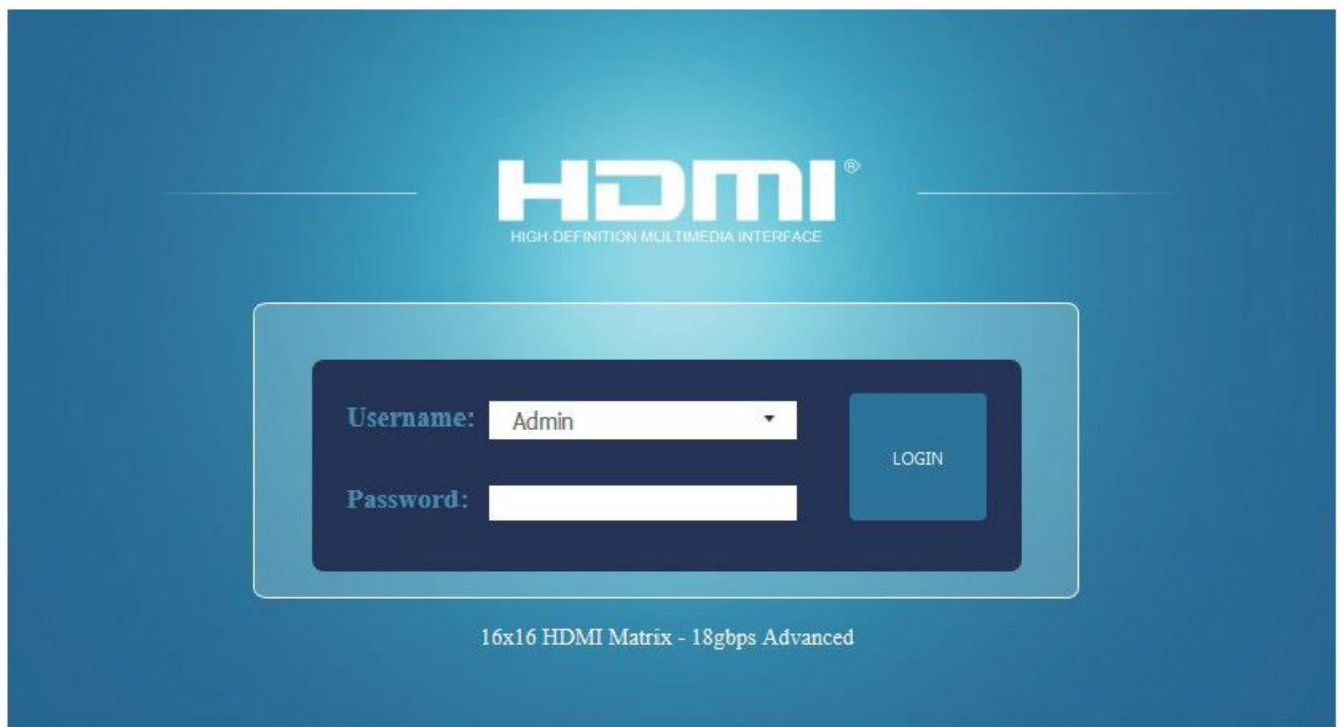 HDMI®
HIGH-DEFINITION MULTIMEDIA INTERFACE
Username: Admin
LOGIN
Password:
16x16 HDMI Matrix - 18gbps Advanced